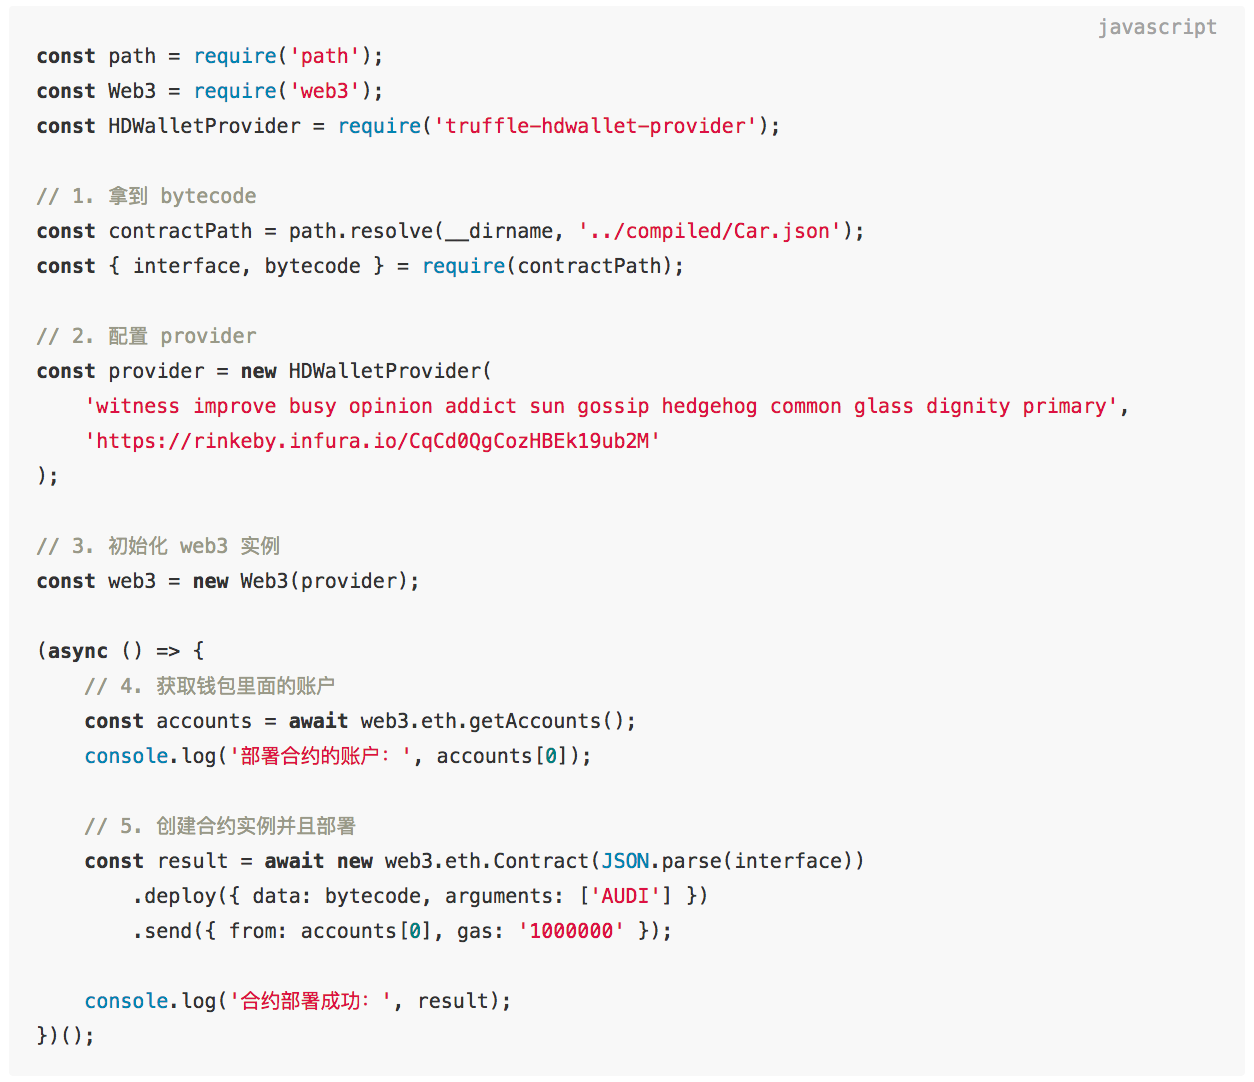 javascript
const path = require('path');
const Web3 = require('web3');
const HDWalletProvider = require('truffle-hdwallet-provider');
// 1. 拿到 bytecode
const contractPath = path.resolve(__dirname, '../compiled/Car.json');
const { interface, bytecode } = require(contractPath);
// 2. 配置 provider
const provider = new HDWalletProvider(
    'witness improve busy opinion addict sun gossip hedgehog common glass dignity primary',
    'https://rinkeby.infura.io/CqCd0QgCozHBEk19ub2M'
);
// 3. 初始化 web3 实例
const web3 = new Web3(provider);
(async () => {
    // 4. 获取钱包里面的账户
    const accounts = await web3.eth.getAccounts();
    console.log('部署合约的账户：', accounts[0]);
    // 5. 创建合约实例并且部署
    const result = await new web3.eth.Contract(JSON.parse(interface))
        .deploy({ data: bytecode, arguments: ['AUDI'] })
        .send({ from: accounts[0], gas: '1000000' });
    console.log('合约部署成功：', result);
})();